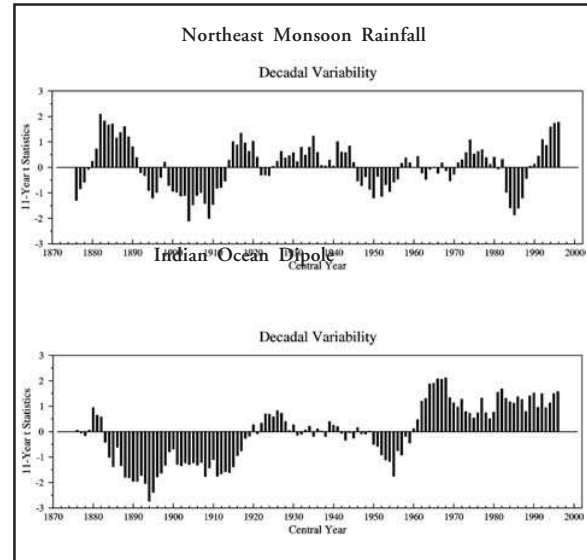 Northeast Monsoon Rainfall
Decadal Variability
11-Year t Statistics
3
2
1
0
-1
-2
-3
1870 1880 1890 1900 1910 1920 1930 1940 1950 1960 1970 1980 1990 2000
Central Year
Indian Ocean Dipole
Decadal Variability
11-Year t Statistics
3
2
1
0
-1
-2
-3
1870 1880 1890 1900 1910 1920 1930 1940 1950 1960 1970 1980 1990 2000
Central Year